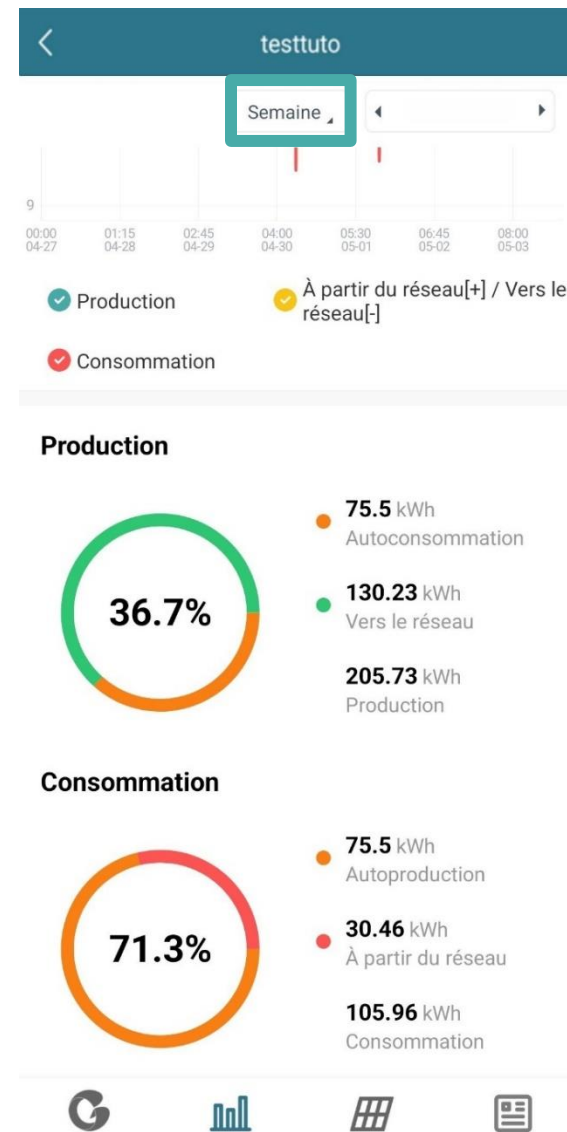 testtuto
Semaine
9
00:00 01:15 02:45 04:00 05:30 06:45 08:00
04-27 04-28 04-29 04-30 05-01 05-02 05-03
Production
À partir du réseau[+] / Vers le
réseau[-]
Consommation
Production
36.7%
75.5 kWh
Autoconsommation
130.23 kWh
Vers le réseau
205.73 kWh
Production
Consommation
71.3%
75.5 kWh
Autoproduction
30.46 kWh
À partir du réseau
105.96 kWh
Consommation